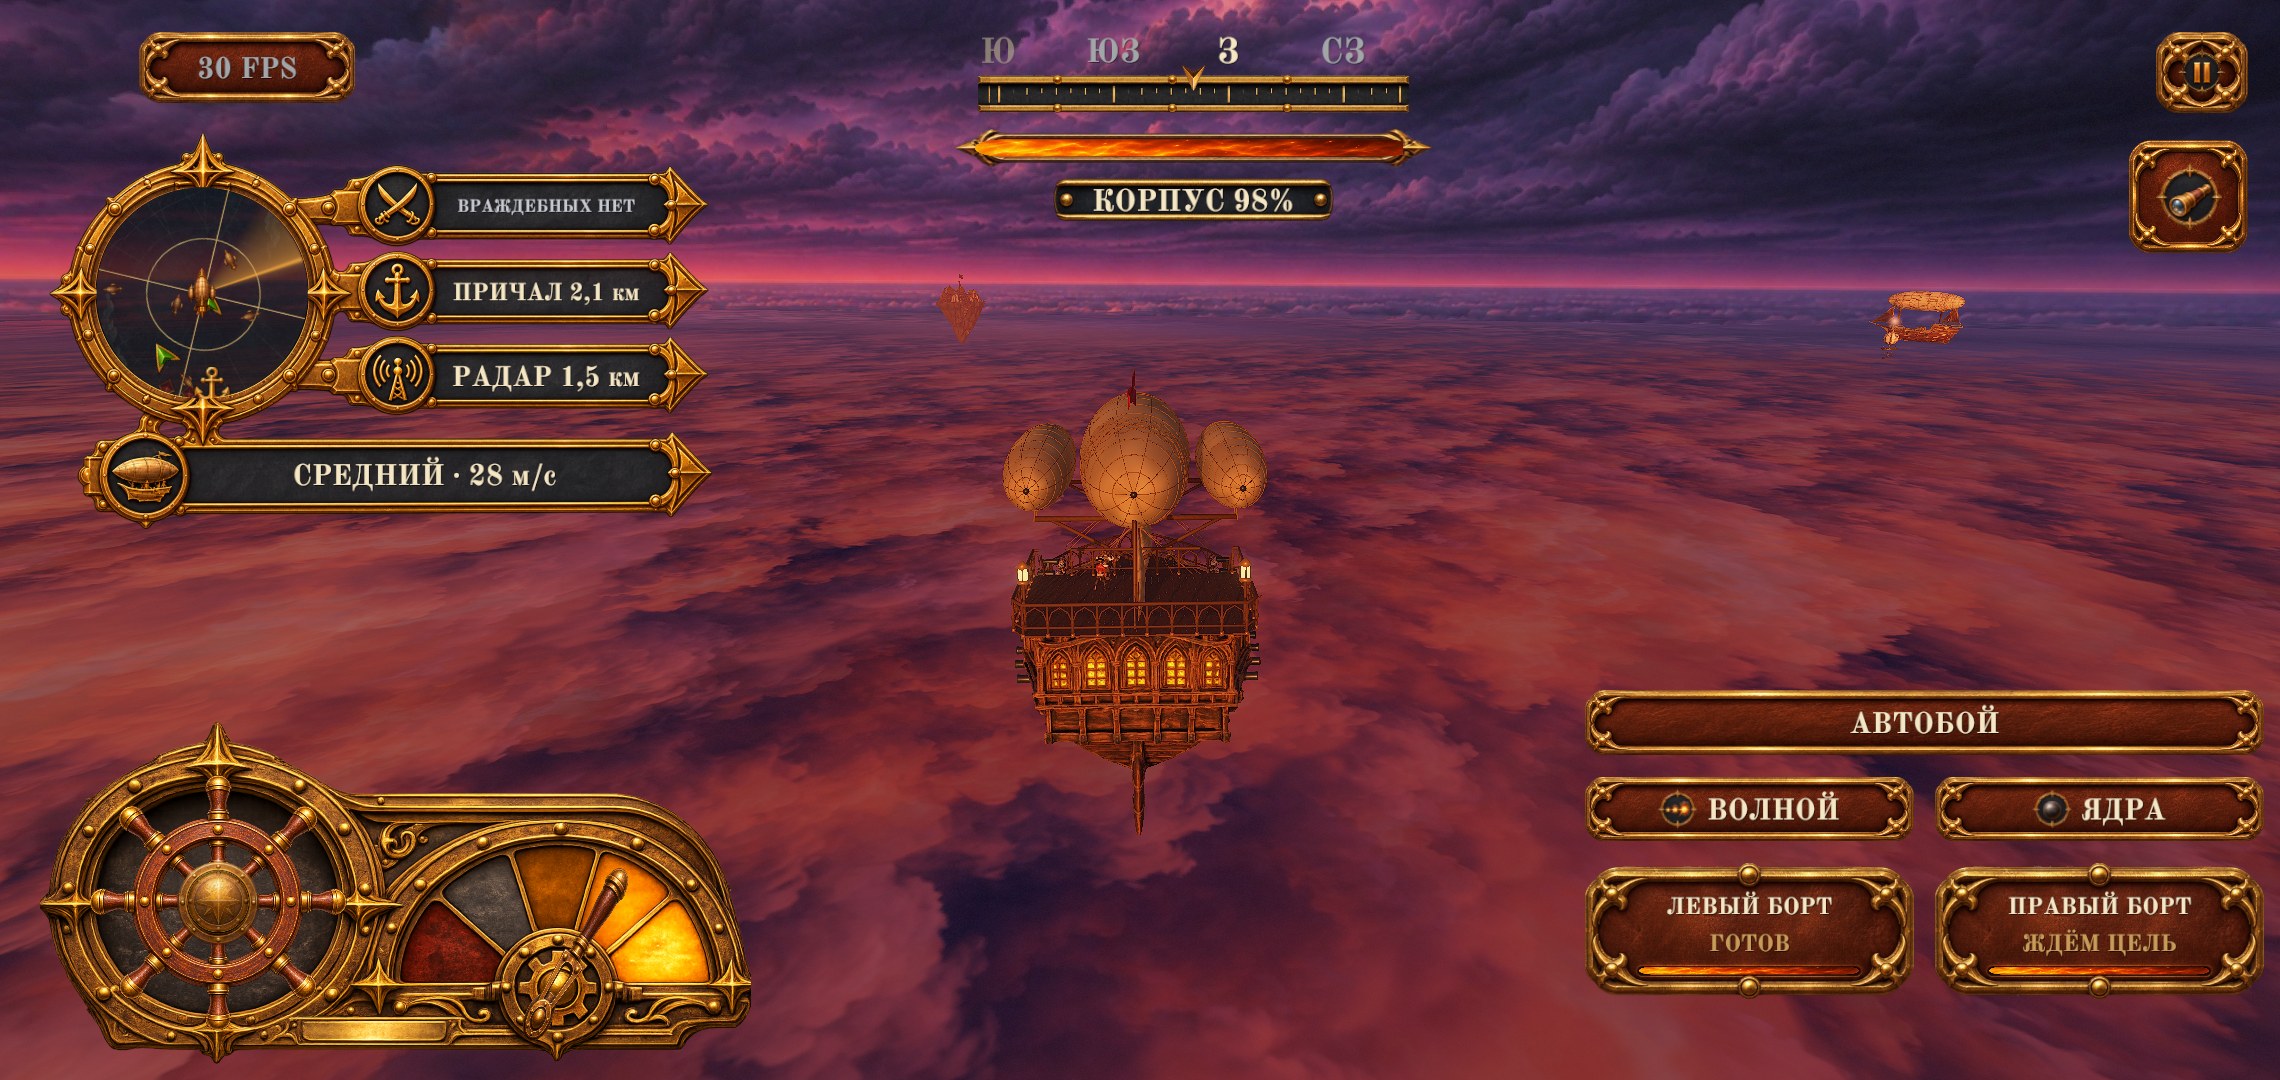 30 FPS
Ю ЮЗ З СЗ
КОРПУС 98%
ВРАЖДЕБНЫХ НЕТ
ПРИЧАЛ 2,1 км
РАДАР 1,5 км
СРЕДНИЙ · 28 м/с
АВТОБОЙ
ВОЛНОЙ
ЯДРА
ЛЕВЫЙ БОРТ
ГОТОВ
ПРАВЫЙ БОРТ
ЖДЁМ ЦЕЛЬ